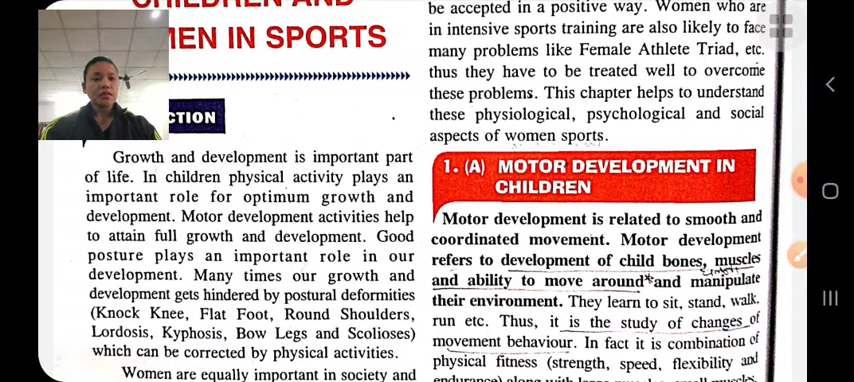 CHILDREN AND
MEN IN SPORTS
CTION
Growth and development is important part
of life. In children physical activity plays an
important role for optimum growth and
development. Motor development activities help
to attain full growth and development. Good
posture plays an important role in our
development. Many times our growth and
development gets hindered by postural deformities
(Knock Knee, Flat Foot, Round Shoulders,
Lordosis, Kyphosis, Bow Legs and Scolioses)
which can be corrected by physical activities.
Women are equally important in society and
be accepted in a positive way. Women who are
in intensive sports training are also likely to face
many problems like Female Athlete Triad, etc.
thus they have to be treated well to overcome
these problems. This chapter helps to understand
these physiological, psychological and social
aspects of women sports.
1. (A) MOTOR DEVELOPMENT IN
CHILDREN
Motor development is related to smooth and
coordinated movement. Motor development
refers to development of child bones, muscles
and ability to move around* and manipulate
their environment. They learn to sit, stand, walk.
run etc. Thus, it is the study of changes of
movement behaviour. In fact it is combination of
physical fitness (strength, speed, flexibility and